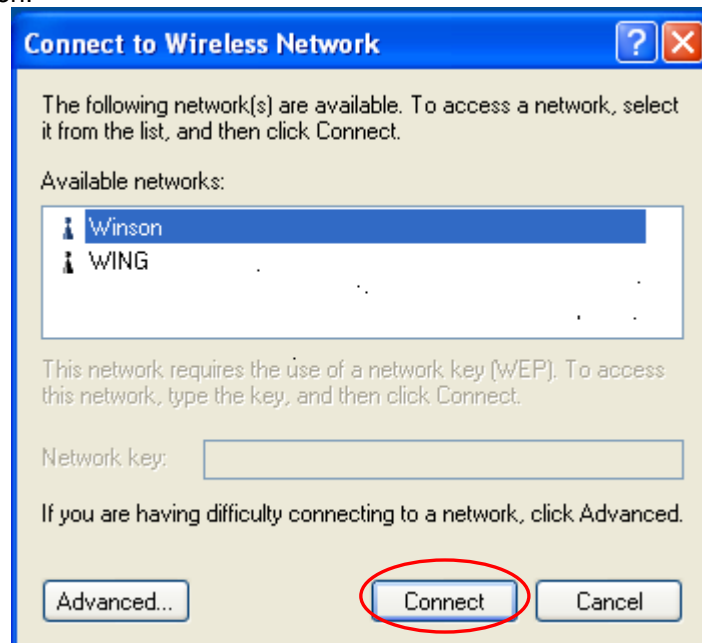 Connect to Wireless Network
The following network(s) are available. To access a network, select
it from the list, and then click Connect.
Available networks:
Winson
WING
This network requires the use of a network key (WEP). To access
this network, type the key, and then click Connect.
Network key:
If you are having difficulty connecting to a network, click Advanced.
Advanced... Connect Cancel